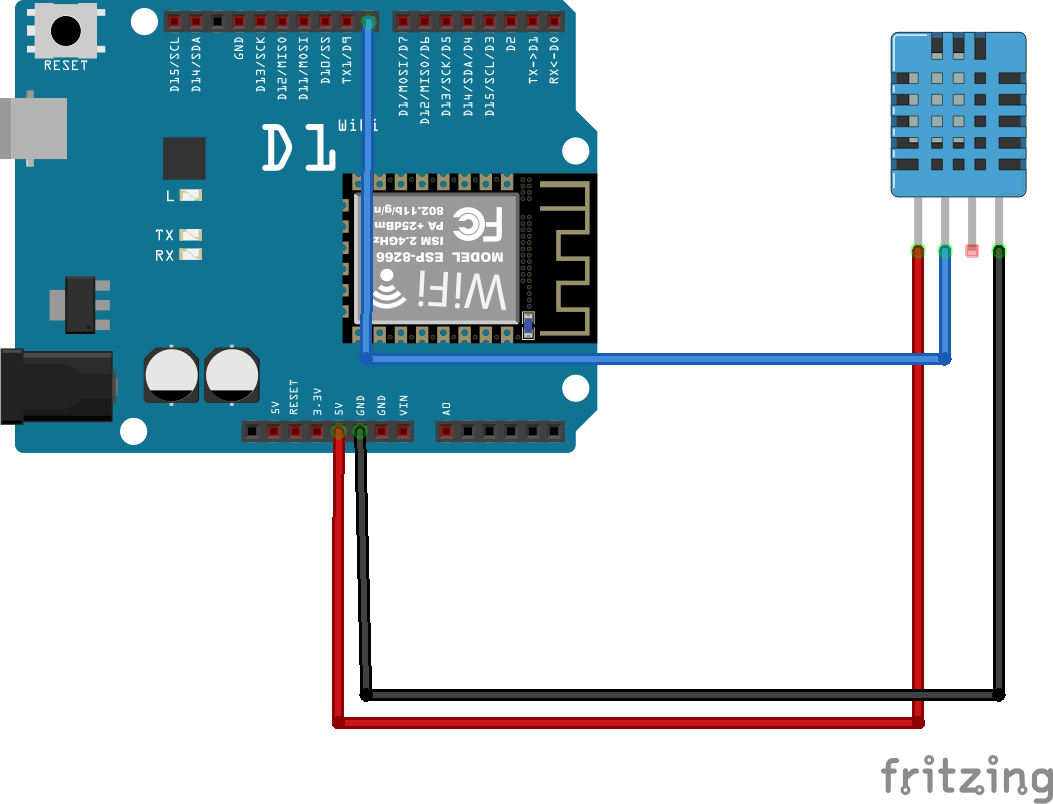 RESET
D15/SCL
D14/SDA
GND
D13/SCK
D12/MISO
D11/MOSI
D10/SS
TX1/D9
D1/MOSI/D7
D12/MISO/D6
D13/SCK/D5
D14/SDA/D4
D15/SCL/D3
D2
TX->D1
RX<-D0
WiFi
D1
L
TX
RX
WiFi
MODEL ESP-8266
ISM 2.4GHz
PA +25dBm
802.11b/g/n
FC
5V
RESET
3.3V
5V
GND
GND
VIN
A0
fritzing